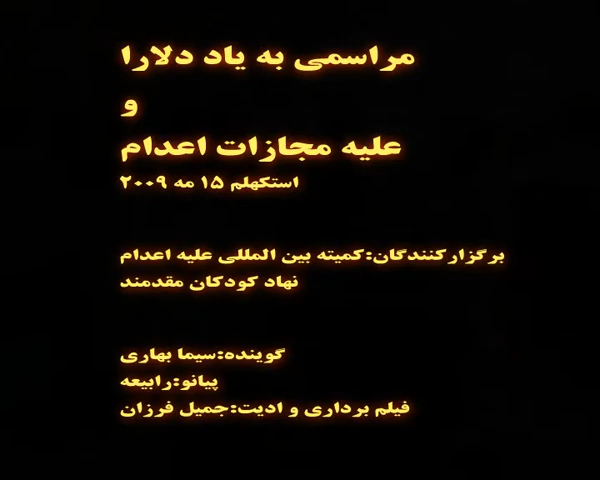 مراسمی به یاد دلارا
و
علیه مجازات اعدام
استکهلم ۱۵ مه ۲۰۰۹
برگزارکنندگان:کمیته بین المللی علیه اعدام
نهاد کودکان مقدمند
گوینده:سیما بهاری
پیانو:رابیعه
فیلم برداری و ادیت:جمیل فرزان